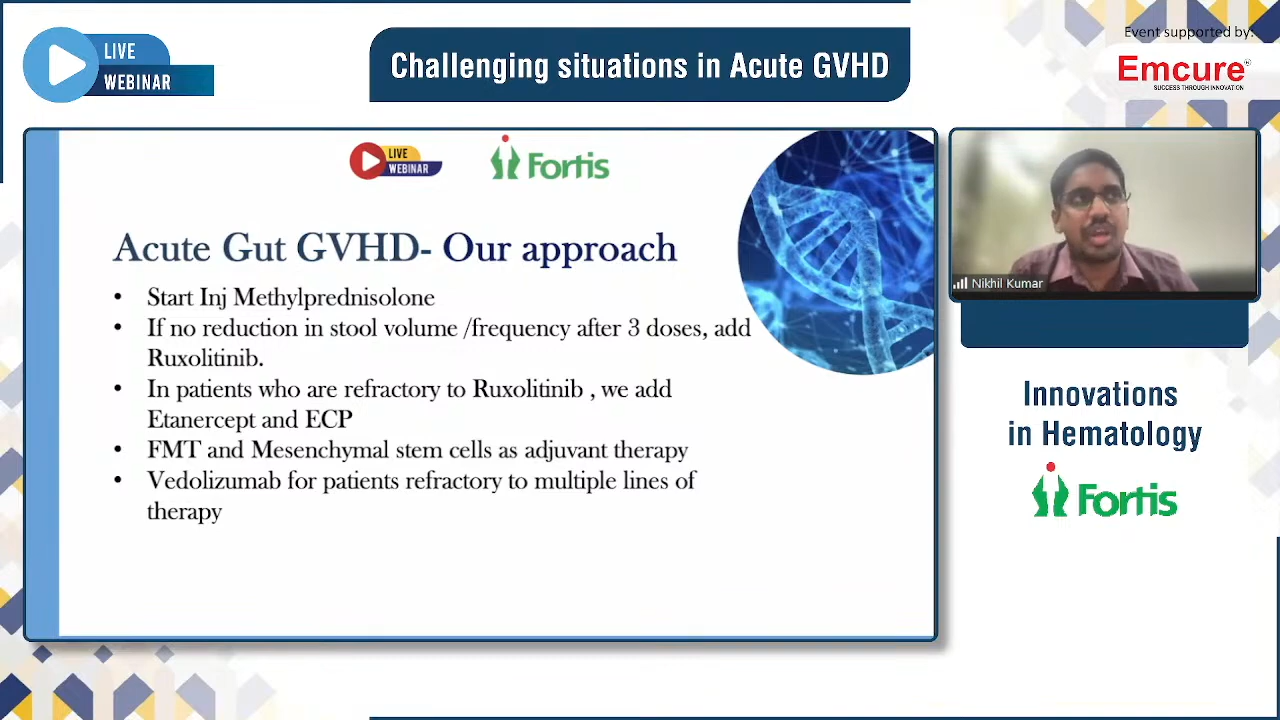 LIVE
WEBINAR
Challenging situations in Acute GVHD
Event supported by:
Emcure®
SUCCESS THROUGH INNOVATION
LIVE
WEBINAR
Fortis
Acute Gut GVHD- Our approach
• Start Inj Methylprednisolone
• If no reduction in stool volume /frequency after 3 doses, add
Ruxolitinib.
• In patients who are refractory to Ruxolitinib , we add
Etanercept and ECP
• FMT and Mesenchymal stem cells as adjuvant therapy
• Vedolizumab for patients refractory to multiple lines of
therapy
Nikhil Kumar
Innovations
in Hematology
Fortis